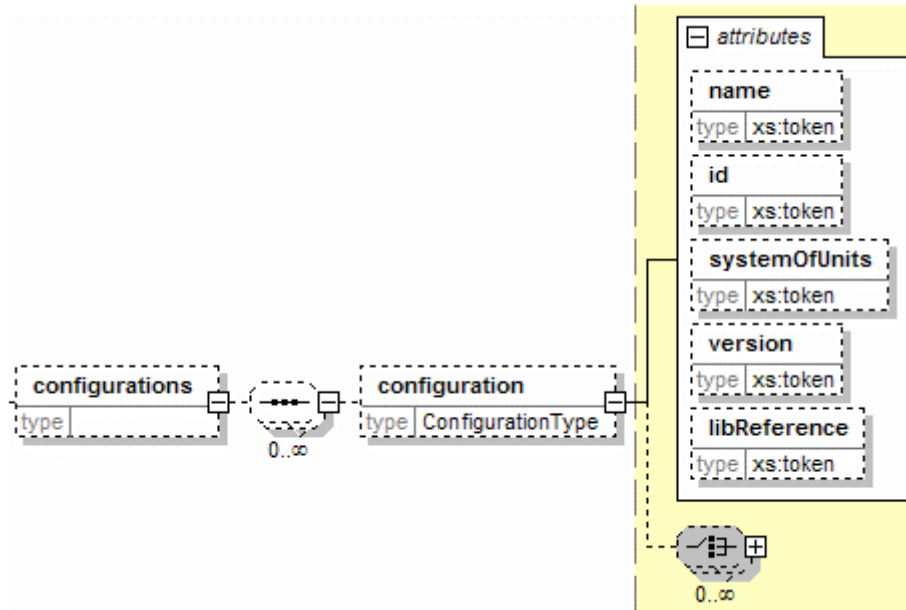 attributes
name
type xs:token
id
type xs:token
systemOfUnits
type xs:token
version
type xs:token
libReference
type xs:token
configurations
type
0..∞
configuration
type ConfigurationType
0..∞